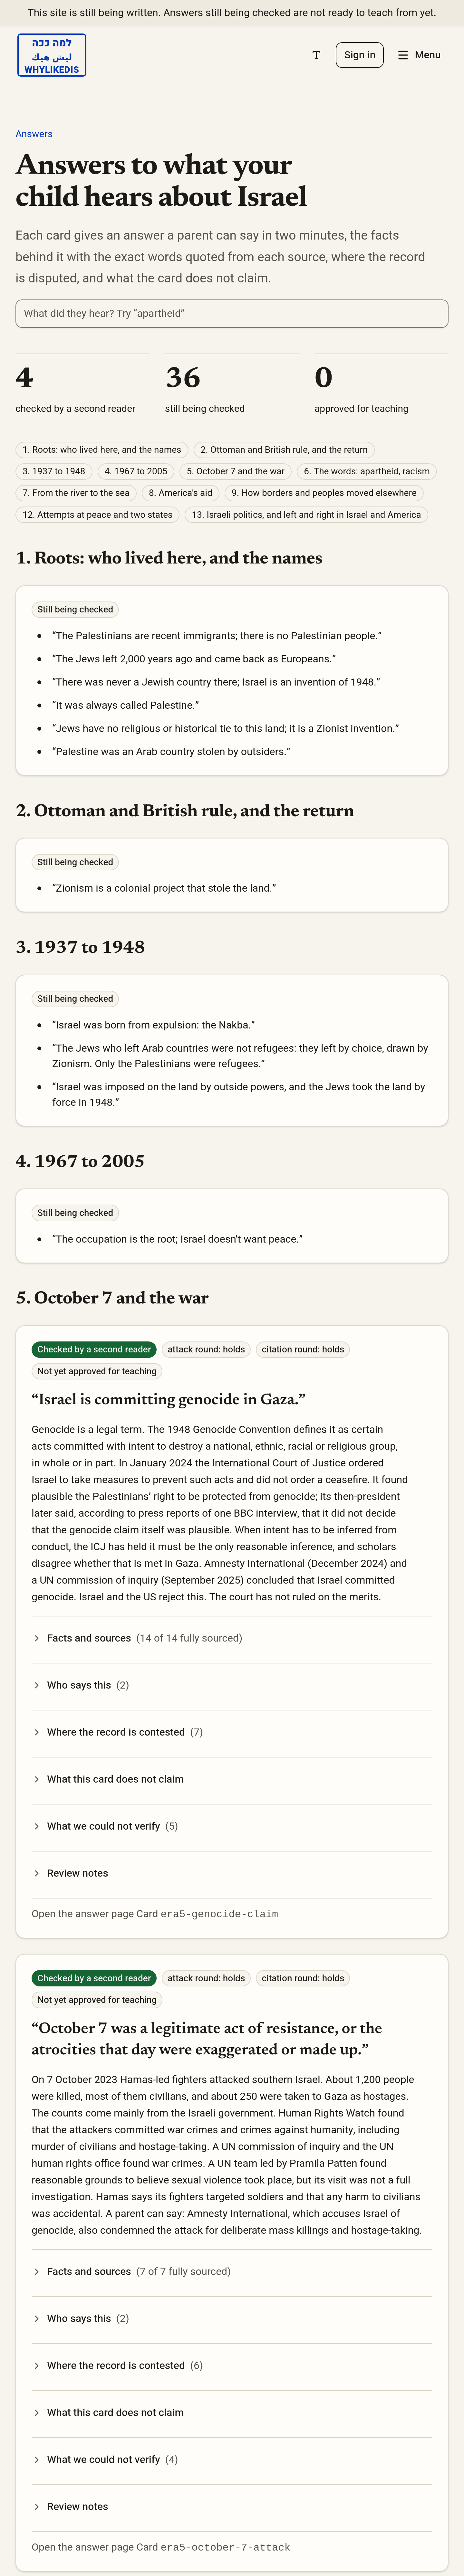 This site is still being written. Answers still being checked are not ready to teach from yet.
למה ככה
ليش هيك
WHYLIKEDIS
Sign in
Menu
Answers
Answers to what your
child hears about Israel
Each card gives an answer a parent can say in two minutes, the facts
behind it with the exact words quoted from each source, where the record
is disputed, and what the card does not claim.
What did they hear? Try “apartheid”
4
checked by a second reader
36
still being checked
0
approved for teaching
1. Roots: who lived here, and the names
2. Ottoman and British rule, and the return
3. 1937 to 1948
4. 1967 to 2005
5. October 7 and the war
6. The words: apartheid, racism
7. From the river to the sea
8. America's aid
9. How borders and peoples moved elsewhere
12. Attempts at peace and two states
13. Israeli politics, and left and right in Israel and America
1. Roots: who lived here, and the names
Still being checked
“The Palestinians are recent immigrants; there is no Palestinian people.”
“The Jews left 2,000 years ago and came back as Europeans.”
“There was never a Jewish country there; Israel is an invention of 1948.”
“It was always called Palestine.”
“Jews have no religious or historical tie to this land; it is a Zionist invention.”
“Palestine was an Arab country stolen by outsiders.”
2. Ottoman and British rule, and the return
Still being checked
“Zionism is a colonial project that stole the land.”
3. 1937 to 1948
Still being checked
“Israel was born from expulsion: the Nakba.”
“The Jews who left Arab countries were not refugees: they left by choice, drawn by
Zionism. Only the Palestinians were refugees.”
“Israel was imposed on the land by outside powers, and the Jews took the land by
force in 1948.”
4. 1967 to 2005
Still being checked
“The occupation is the root; Israel doesn't want peace.”
5. October 7 and the war
Checked by a second reader
attack round: holds
citation round: holds
Not yet approved for teaching
“Israel is committing genocide in Gaza.”
Genocide is a legal term. The 1948 Genocide Convention defines it as certain
acts committed with intent to destroy a national, ethnic, racial or religious group,
in whole or in part. In January 2024 the International Court of Justice ordered
Israel to take measures to prevent such acts and did not order a ceasefire. It found
plausible the Palestinians’ right to be protected from genocide; its then-president
later said, according to press reports of one BBC interview, that it did not decide
that the genocide claim itself was plausible. When intent has to be inferred from
conduct, the ICJ has held it must be the only reasonable inference, and scholars
disagree whether that is met in Gaza. Amnesty International (December 2024) and
a UN commission of inquiry (September 2025) concluded that Israel committed
genocide. Israel and the US reject this. The court has not ruled on the merits.
Facts and sources (14 of 14 fully sourced)
Who says this (2)
Where the record is contested (7)
What this card does not claim
What we could not verify (5)
Review notes
Open the answer page Card era5-genocide-claim
Checked by a second reader
attack round: holds
citation round: holds
Not yet approved for teaching
“October 7 was a legitimate act of resistance, or the
atrocities that day were exaggerated or made up.”
On 7 October 2023 Hamas-led fighters attacked southern Israel. About 1,200 people
were killed, most of them civilians, and about 250 were taken to Gaza as hostages.
The counts come mainly from the Israeli government. Human Rights Watch found
that the attackers committed war crimes and crimes against humanity, including
murder of civilians and hostage-taking. A UN commission of inquiry and the UN
human rights office found war crimes. A UN team led by Pramila Patten found
reasonable grounds to believe sexual violence took place, but its visit was not a full
investigation. Hamas says its fighters targeted soldiers and that any harm to civilians
was accidental. A parent can say: Amnesty International, which accuses Israel of
genocide, also condemned the attack for deliberate mass killings and hostage-taking.
Facts and sources (7 of 7 fully sourced)
Who says this (2)
Where the record is contested (6)
What this card does not claim
What we could not verify (4)
Review notes
Open the answer page Card era5-october-7-attack